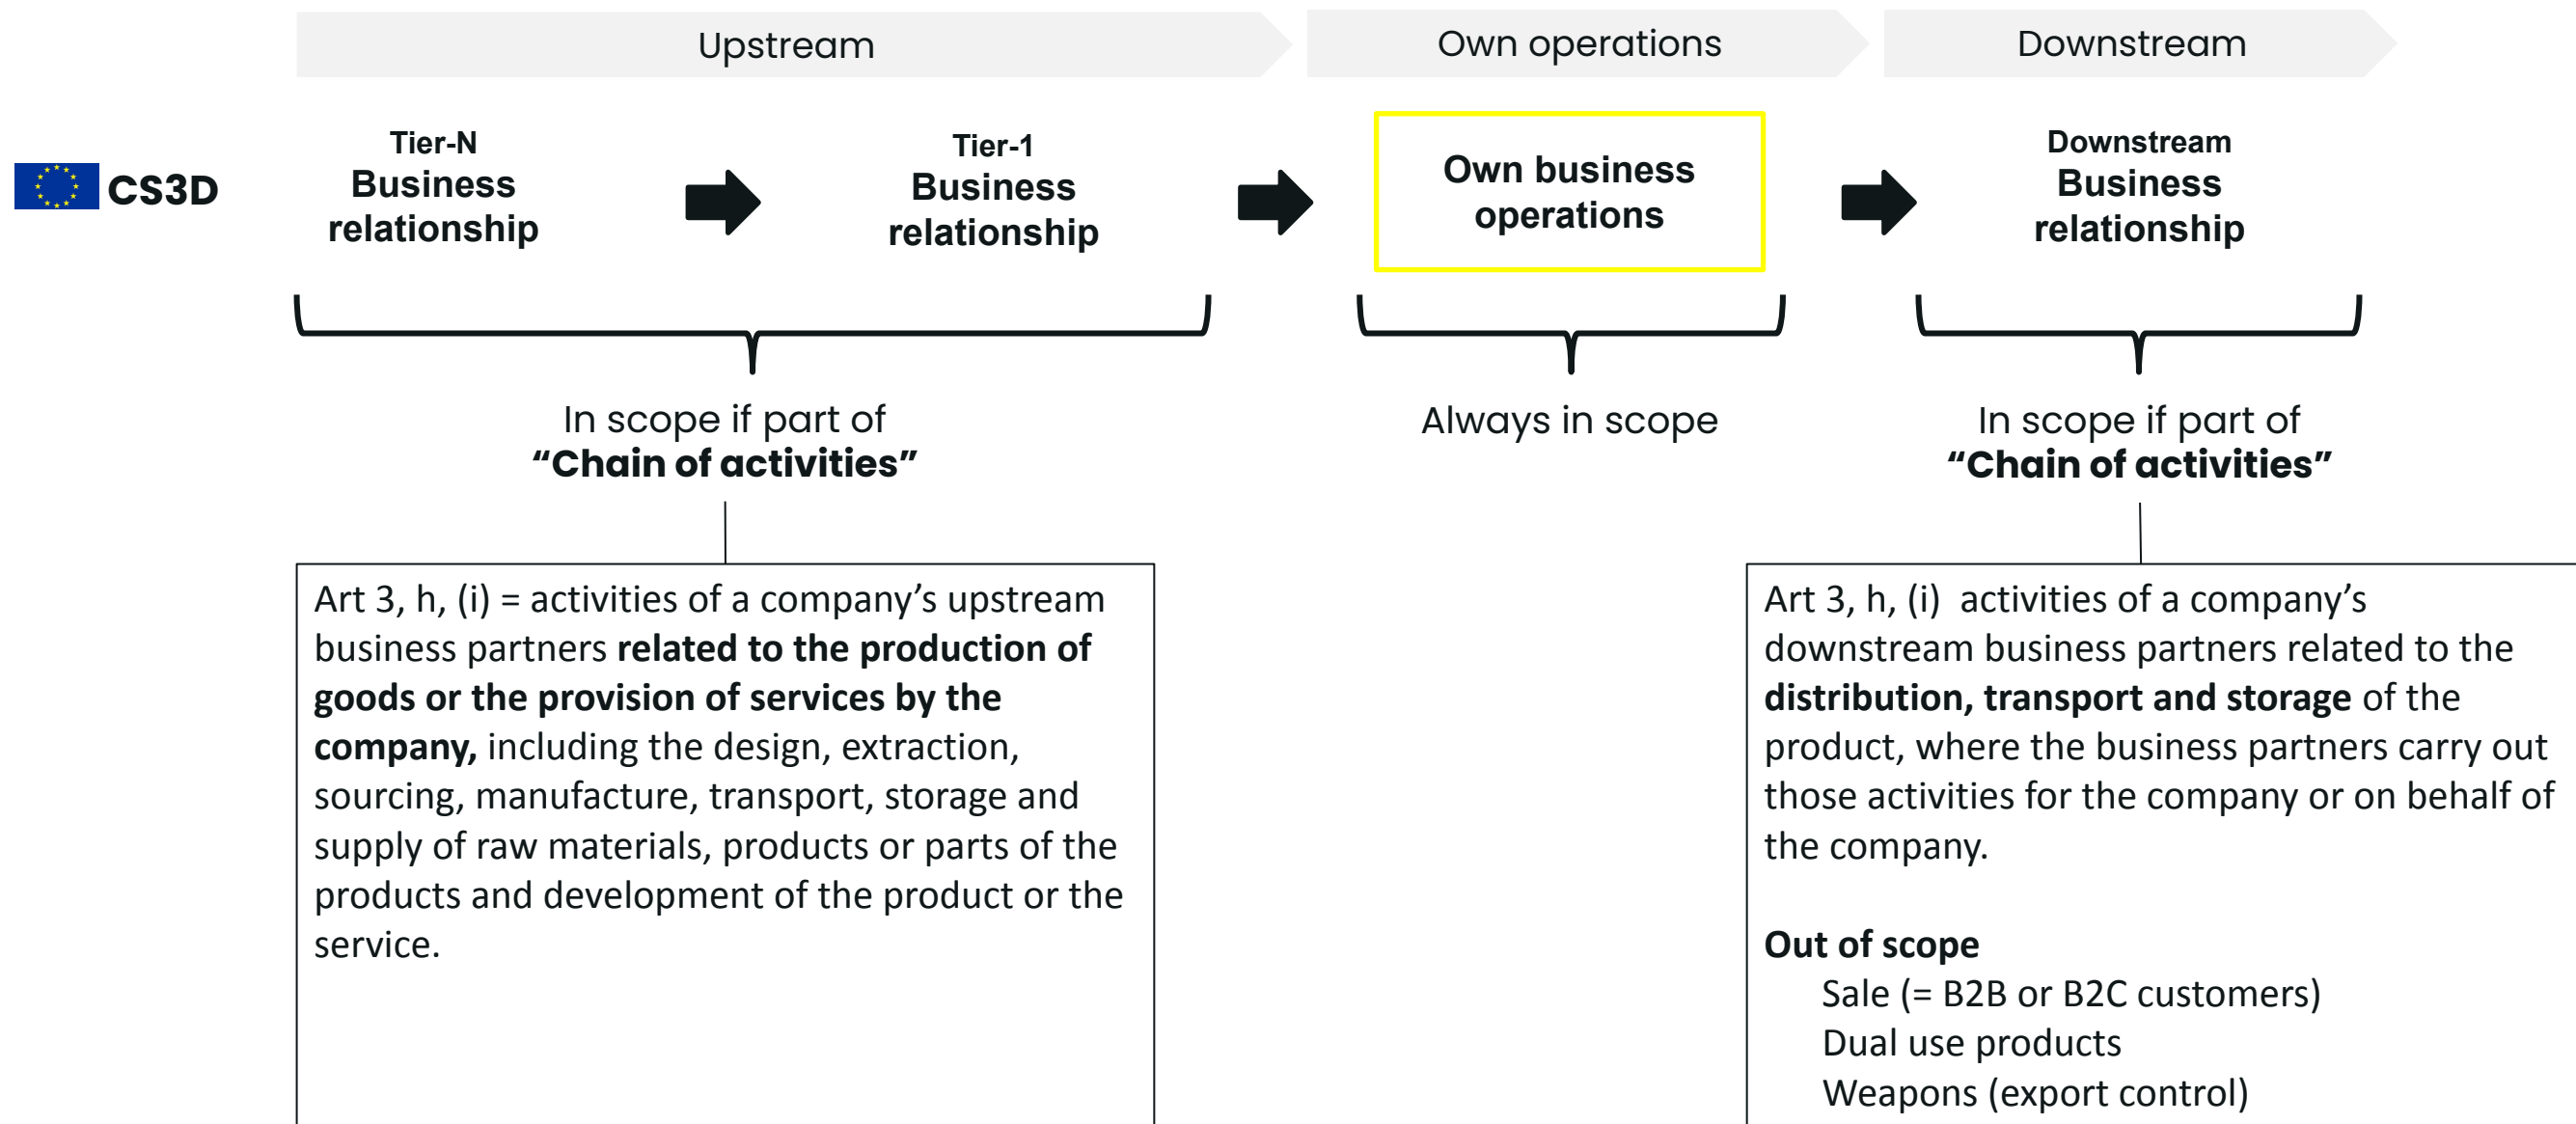 Upstream
Own operations
Downstream
CS3D
Tier-N
Business
relationship
Tier-1
Business
relationship
Own business
operations
Downstream
Business
relationship
In scope if part of
“Chain of activities”
Always in scope
In scope if part of
“Chain of activities”
Art 3, h, (i) = activities of a company’s upstream
business partners related to the production of
goods or the provision of services by the
company, including the design, extraction,
sourcing, manufacture, transport, storage and
supply of raw materials, products or parts of the
products and development of the product or the
service.
Art 3, h, (i)  activities of a company’s
downstream business partners related to the
distribution, transport and storage of the
product, where the business partners carry out
those activities for the company or on behalf of
the company.
Out of scope
Sale (= B2B or B2C customers)
Dual use products
Weapons (export control)